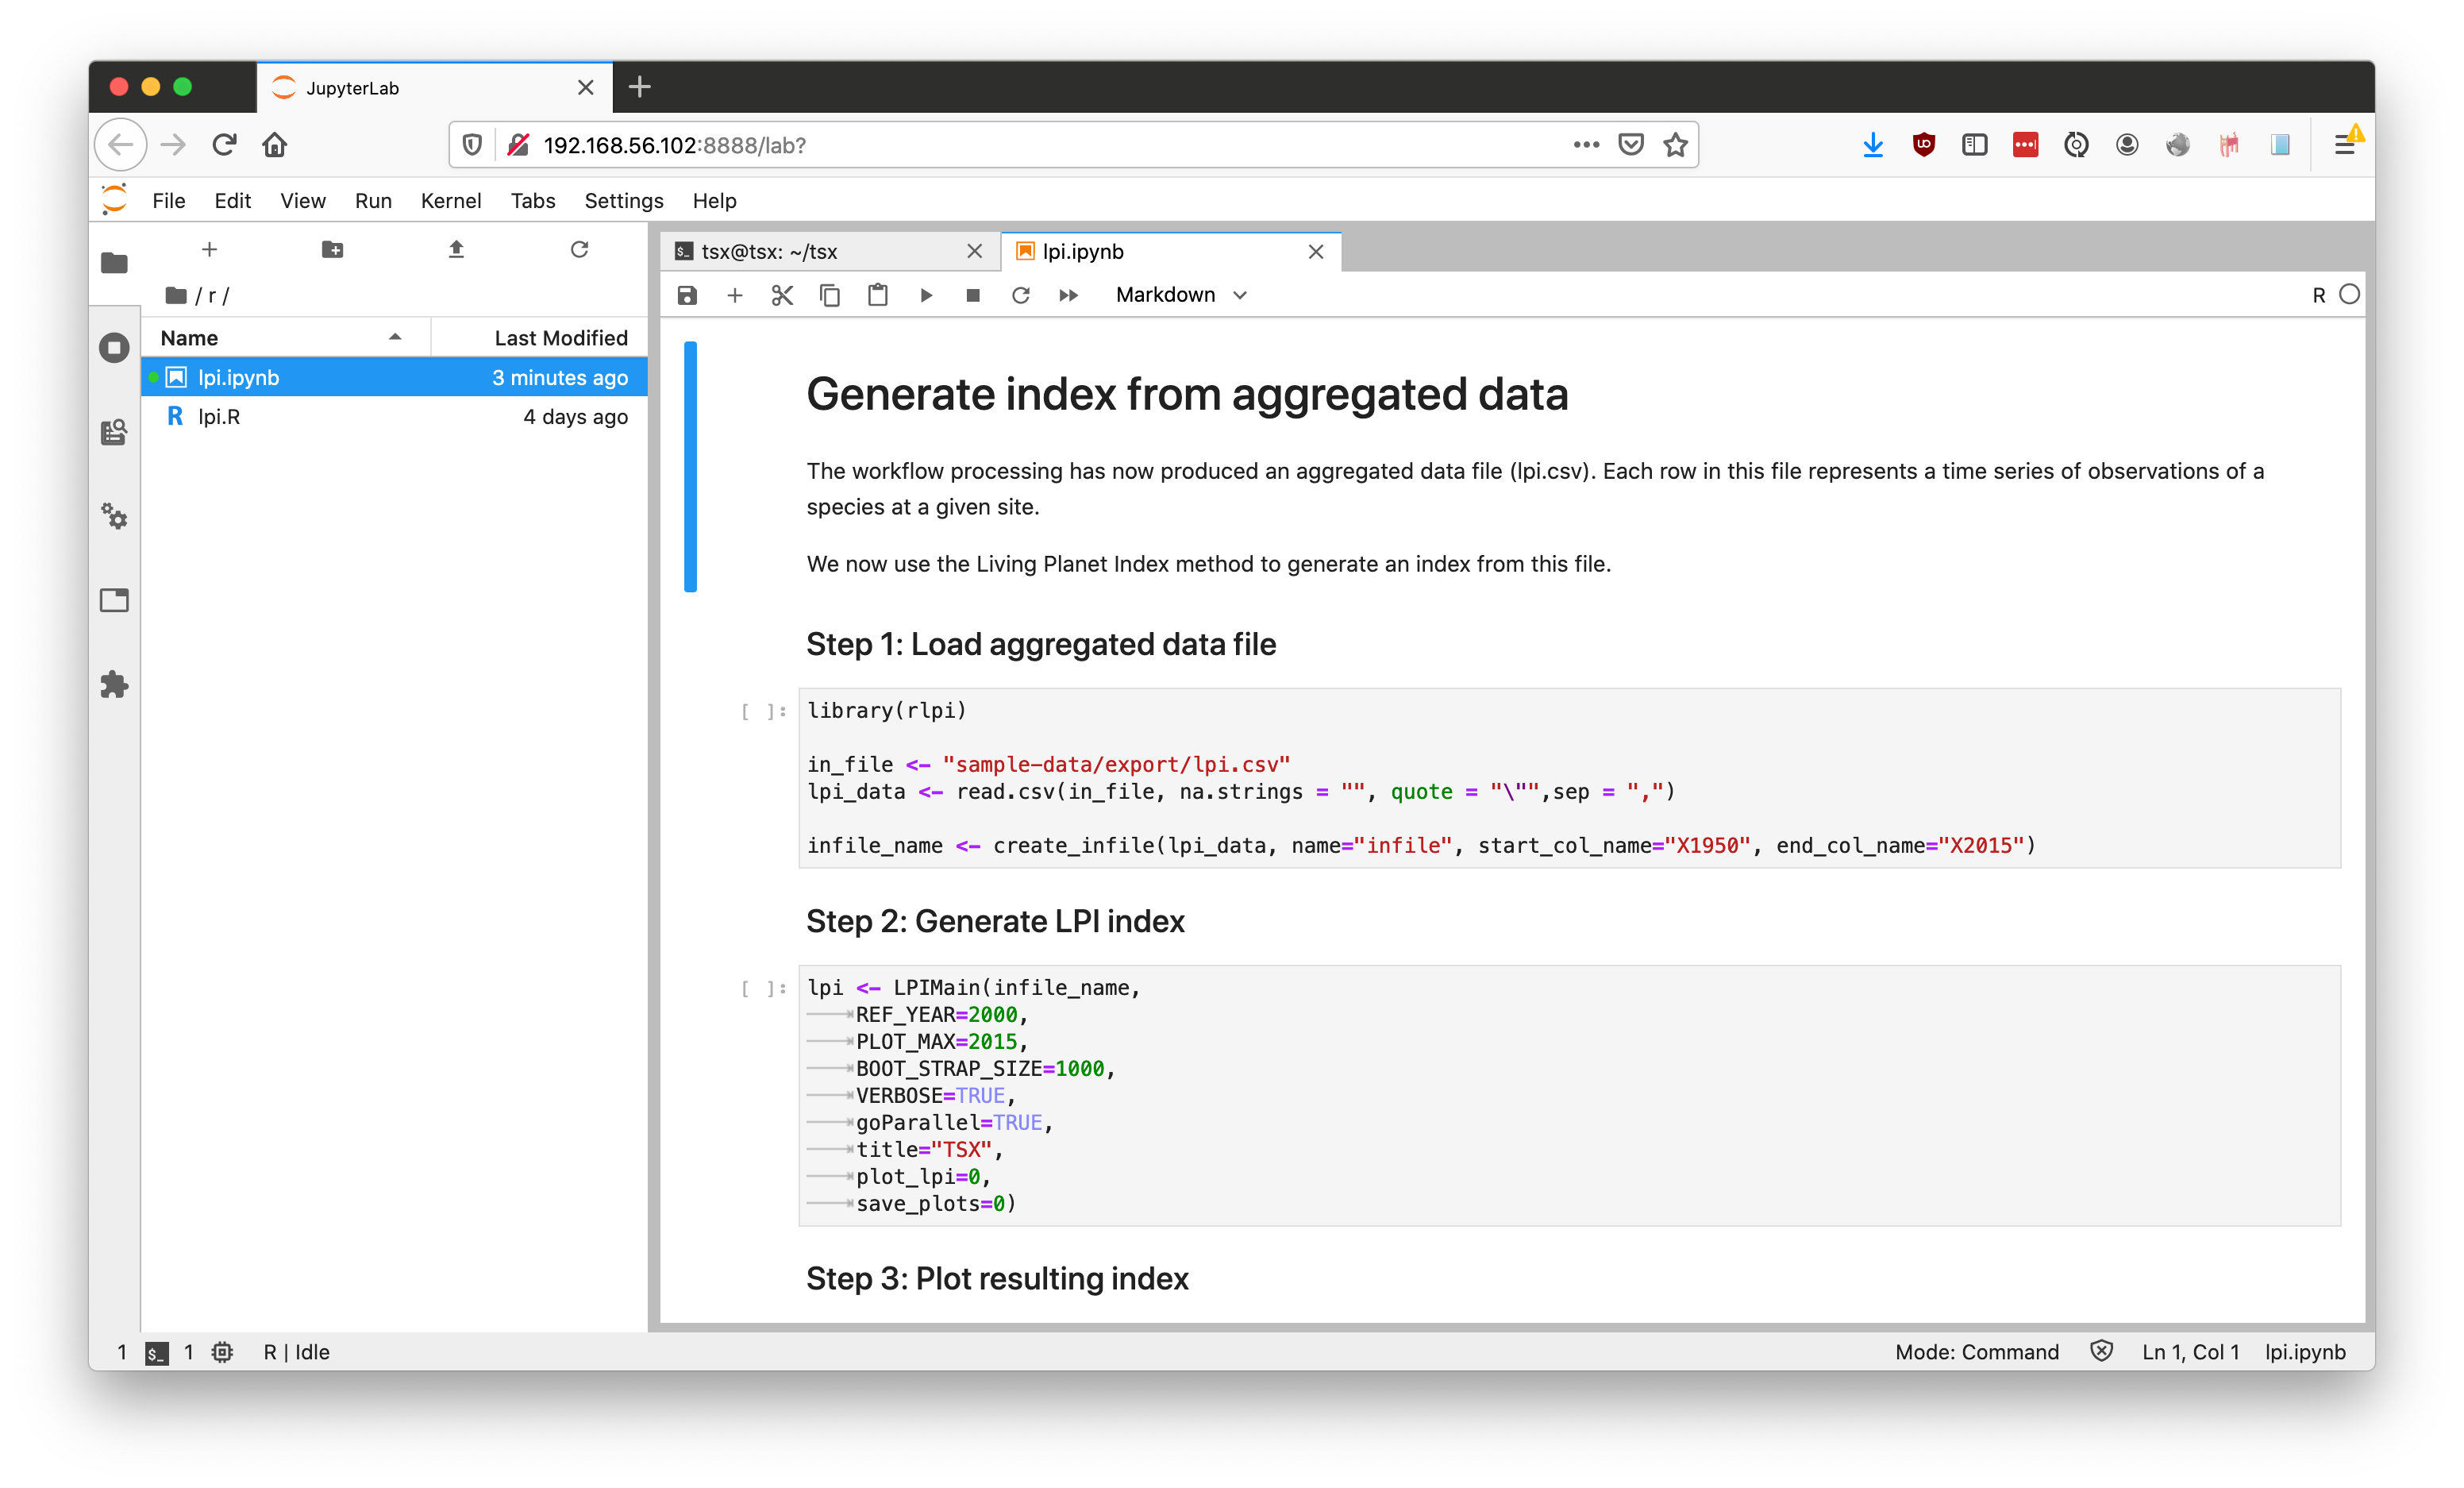 JupyterLab
192.168.56.102:8888/lab?
File Edit View Run Kernel Tabs Settings Help
tsx@tsx: ~/tsx
lpi.ipynb
/ r /
Markdown
R
Name Last Modified
lpi.ipynb 3 minutes ago
lpi.R 4 days ago
Generate index from aggregated data
The workflow processing has now produced an aggregated data file (lpi.csv). Each row in this file represents a time series of observations of a
species at a given site.
We now use the Living Planet Index method to generate an index from this file.
Step 1: Load aggregated data file
[ ]: library(rlpi)
in_file <- "sample-data/export/lpi.csv"
lpi_data <- read.csv(in_file, na.strings = "", quote = "\"",sep = ",")
infile_name <- create_infile(lpi_data, name="infile", start_col_name="X1950", end_col_name="X2015")
Step 2: Generate LPI index
[ ]: lpi <- LPIMain(infile_name,
REF_YEAR=2000,
PLOT_MAX=2015,
BOOT_STRAP_SIZE=1000,
VERBOSE=TRUE,
goParallel=TRUE,
title="TSX",
plot_lpi=0,
save_plots=0)
Step 3: Plot resulting index
1 $_ 1 R | Idle Mode: Command Ln 1, Col 1 lpi.ipynb